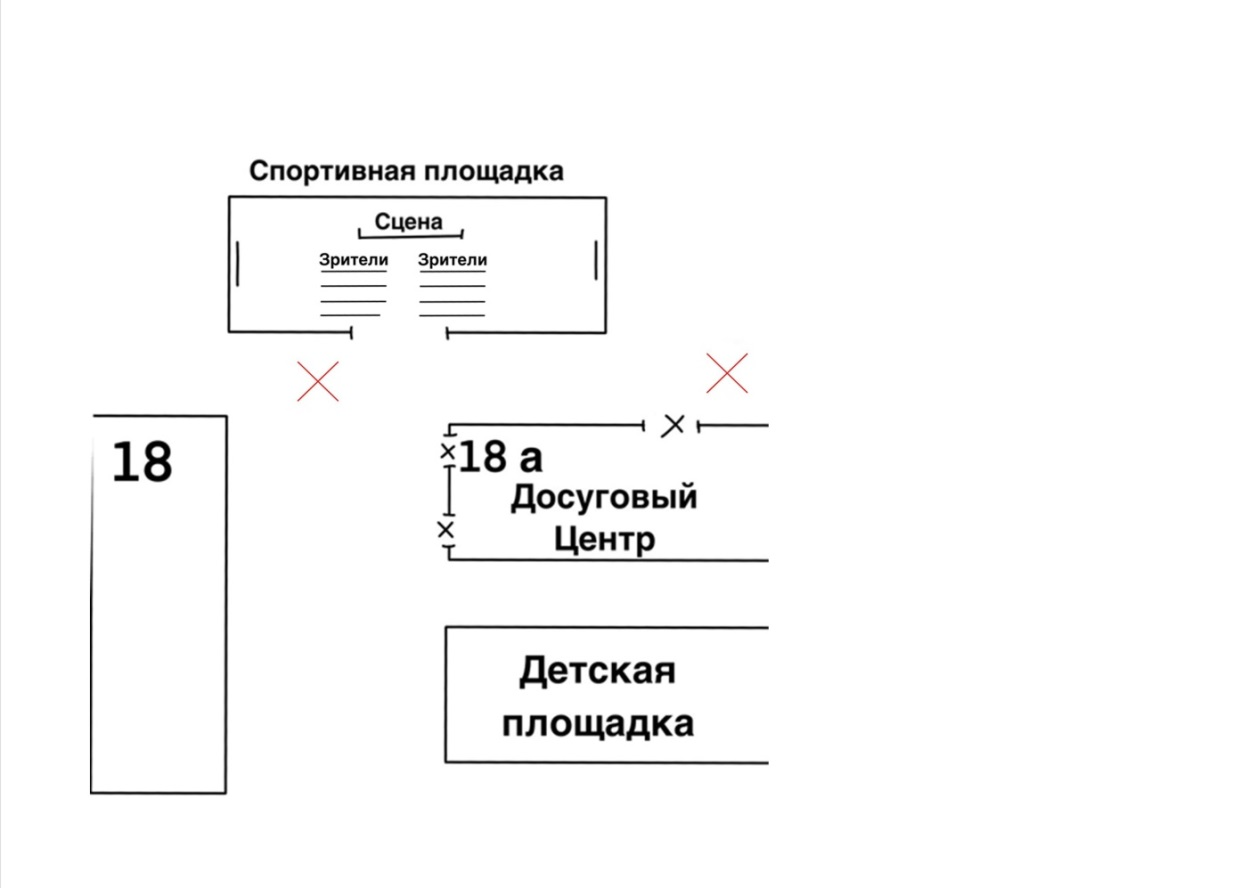 Спортивная площадка
Сцена
Зрители Зрители
18
18 а
Досуговый
Центр
Детская
площадка